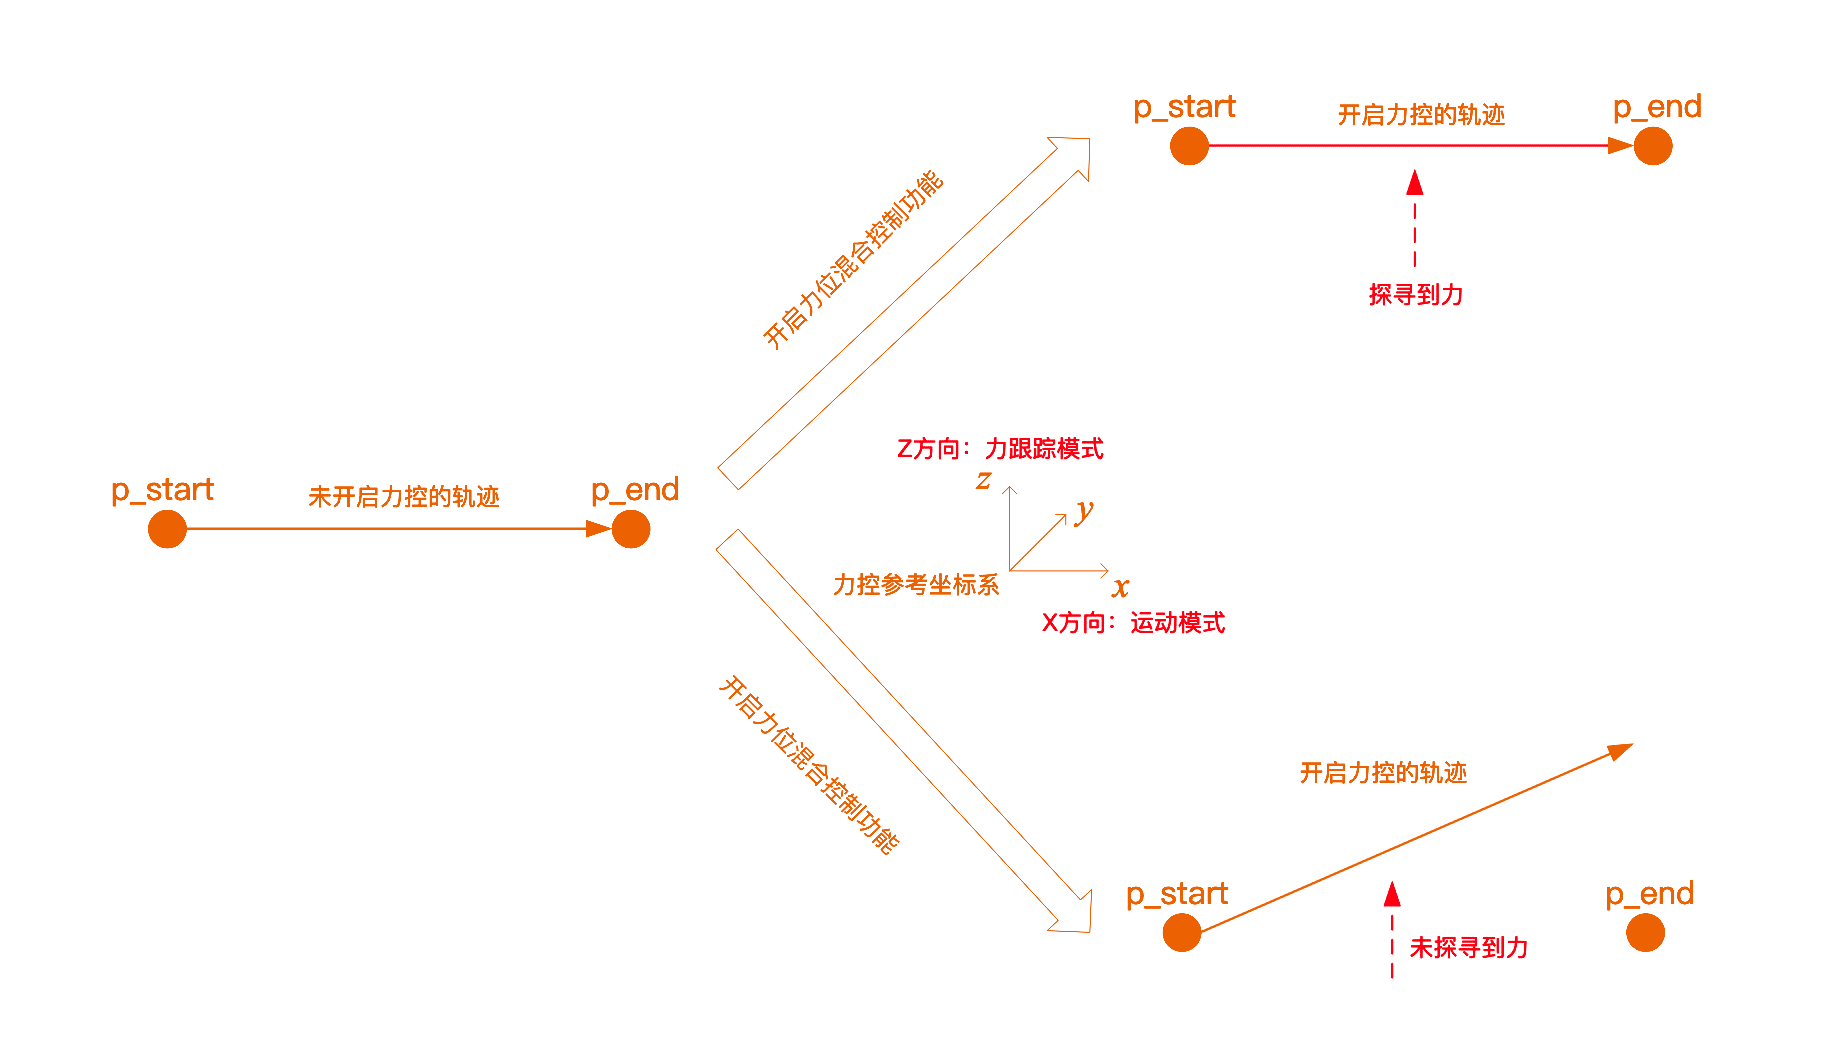 p_start
未开启力控的轨迹
p_end
开启力位混合控制功能
p_start
开启力控的轨迹
p_end
探寻到力
Z方向：力跟踪模式
z
y
x
力控参考坐标系
X方向：运动模式
开启力位混合控制功能
开启力控的轨迹
p_start
p_end
未探寻到力